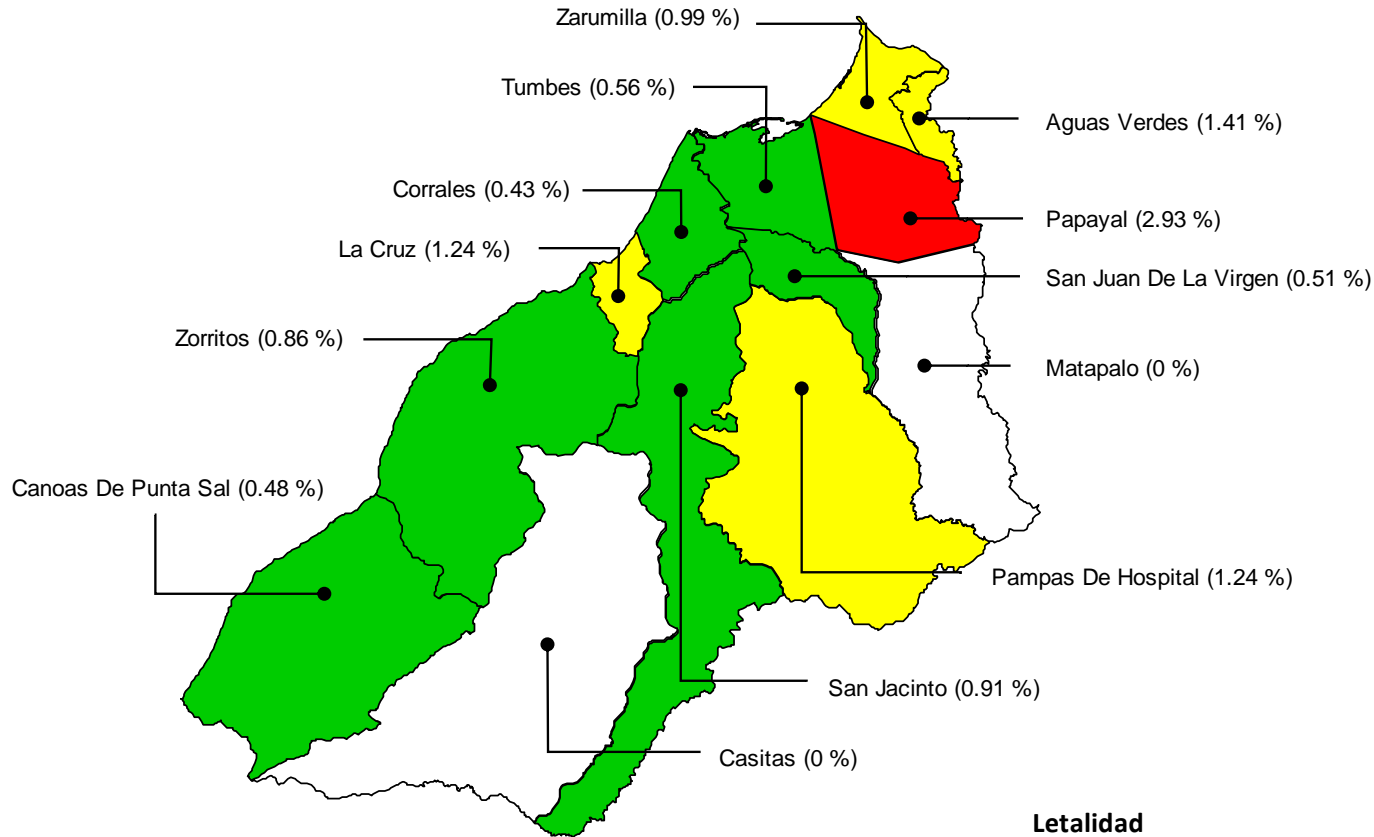 Zarumilla (0.99 %)
Tumbes (0.56 %)
Aguas Verdes (1.41 %)
Corrales (0.43 %)
Papayal (2.93 %)
La Cruz (1.24 %)
San Juan De La Virgen (0.51 %)
Zorritos (0.86 %)
Matapalo (0 %)
Canoas De Punta Sal (0.48 %)
Pampas De Hospital (1.24 %)
San Jacinto (0.91 %)
Casitas (0 %)
Letalidad